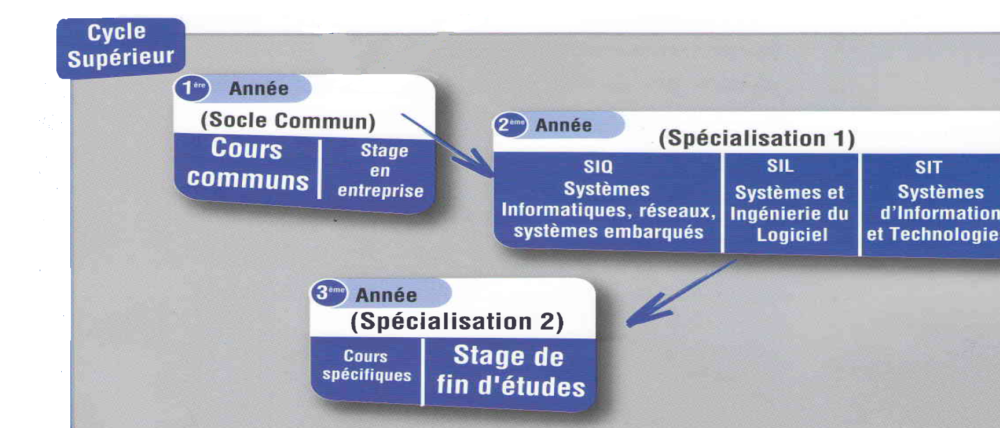 Cycle
Supérieur
1ère Année
(Socle Commun)
Cours
communs
Stage
en
entreprise
2ème Année
(Spécialisation 1)
SIQ
Systèmes
Informatiques, réseaux,
systèmes embarqués
SIL
Systèmes et
Ingénierie du
Logiciel
SIT
Systèmes
d'Information
et Technologie
3ème Année
(Spécialisation 2)
Cours
spécifiques
Stage de
fin d'études